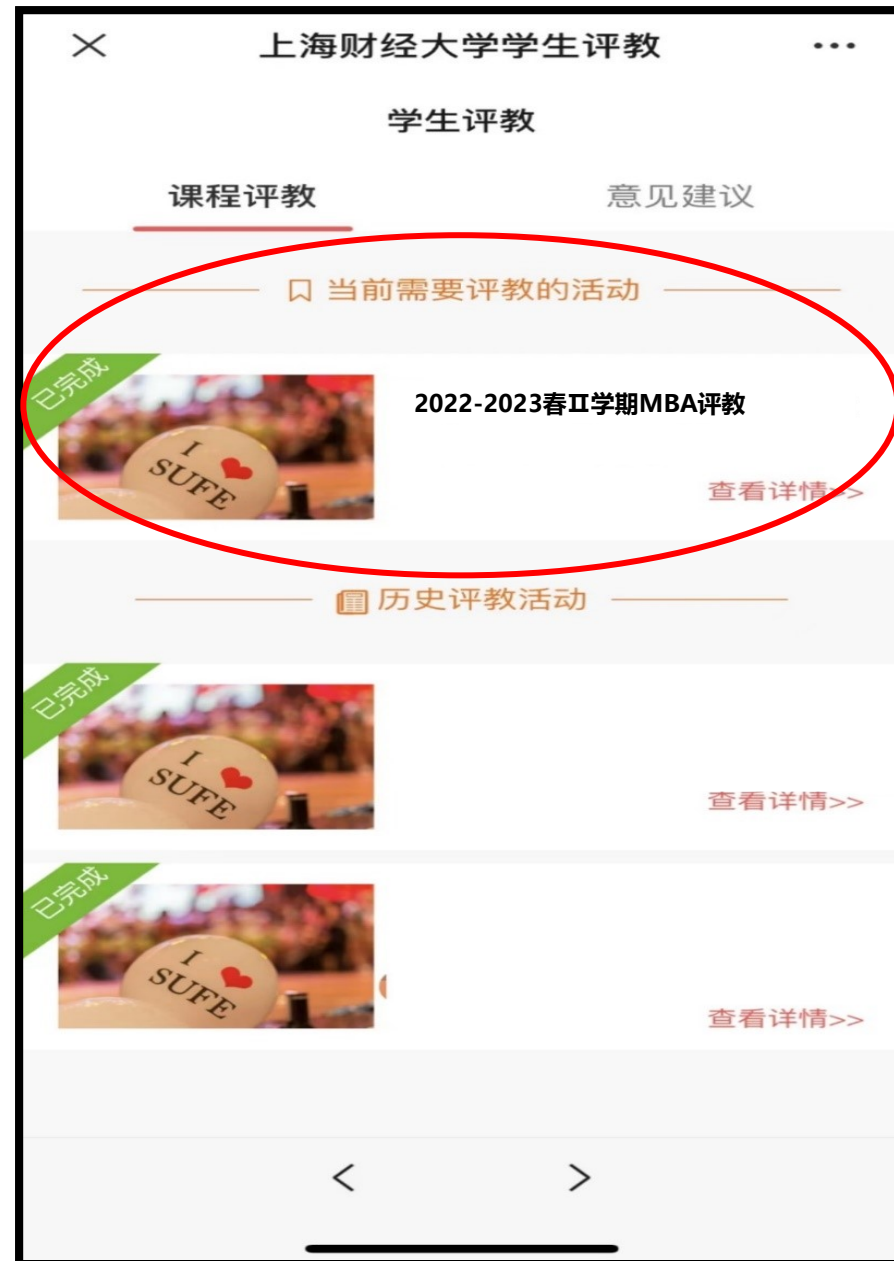 上海财经大学学生评教
学生评教
课程评教 意见建议
当前需要评教的活动
已完成
I
SUFE
2022-2023春Ⅱ学期MBA评教
查看详情>>
历史评教活动
已完成
I
SUFE
查看详情>>
已完成
I
SUFE
查看详情>>